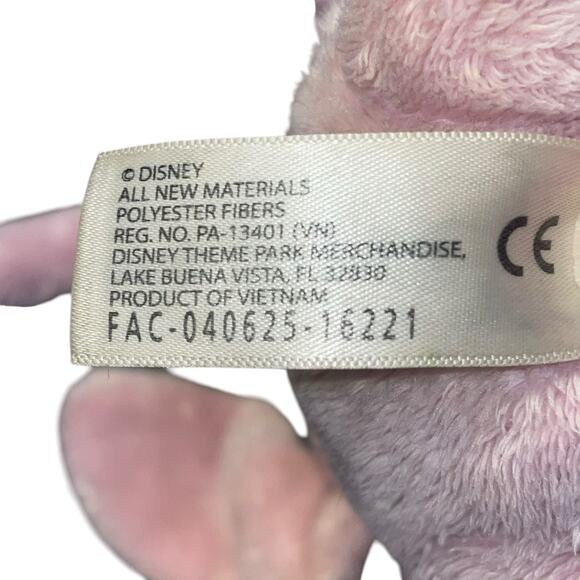 © DISNEY
ALL NEW MATERIALS
POLYESTER FIBERS
REG. NO. PA-13401 (VN)
DISNEY THEME PARK MERCHANDISE,
LAKE BUENA VISTA, FL 32830
PRODUCT OF VIETNAM
FAC-040625-16221
CE